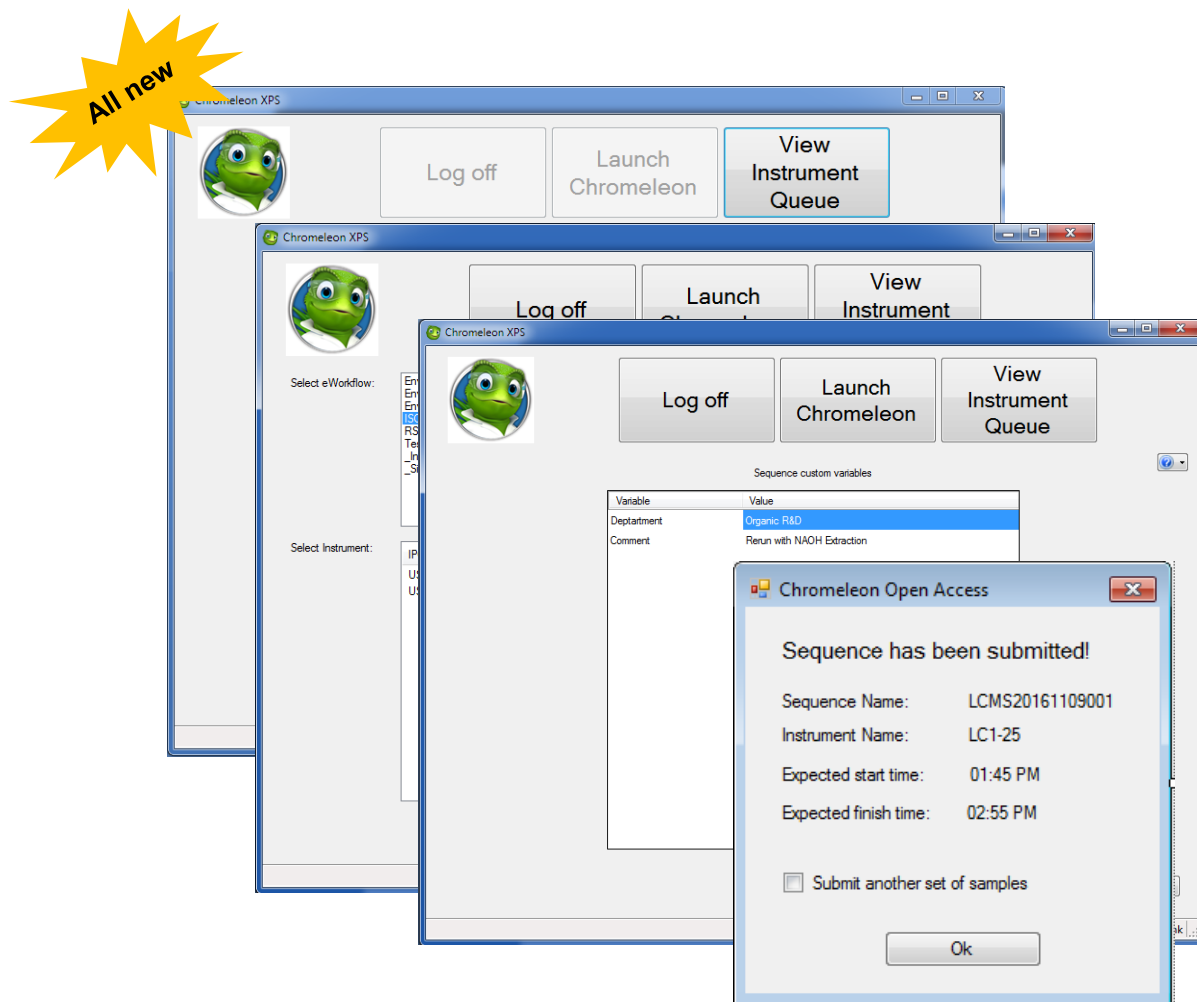 All new
Chromeleon XPS
Log off
Launch
Chromeleon
View
Instrument
Queue
Chromeleon XPS
Log off
Launch
View
Instrument
Select eWorkflow:
Select Instrument:
Chromeleon XPS
Log off
Launch
Chromeleon
View
Instrument
Queue
Sequence custom variables
Variable Value
Deptartment Organic R&D
Comment Rerun with NAOH Extraction
Chromeleon Open Access
Sequence has been submitted!
Sequence Name: LCMS20161109001
Instrument Name: LC1-25
Expected start time: 01:45 PM
Expected finish time: 02:55 PM
Submit another set of samples
Ok